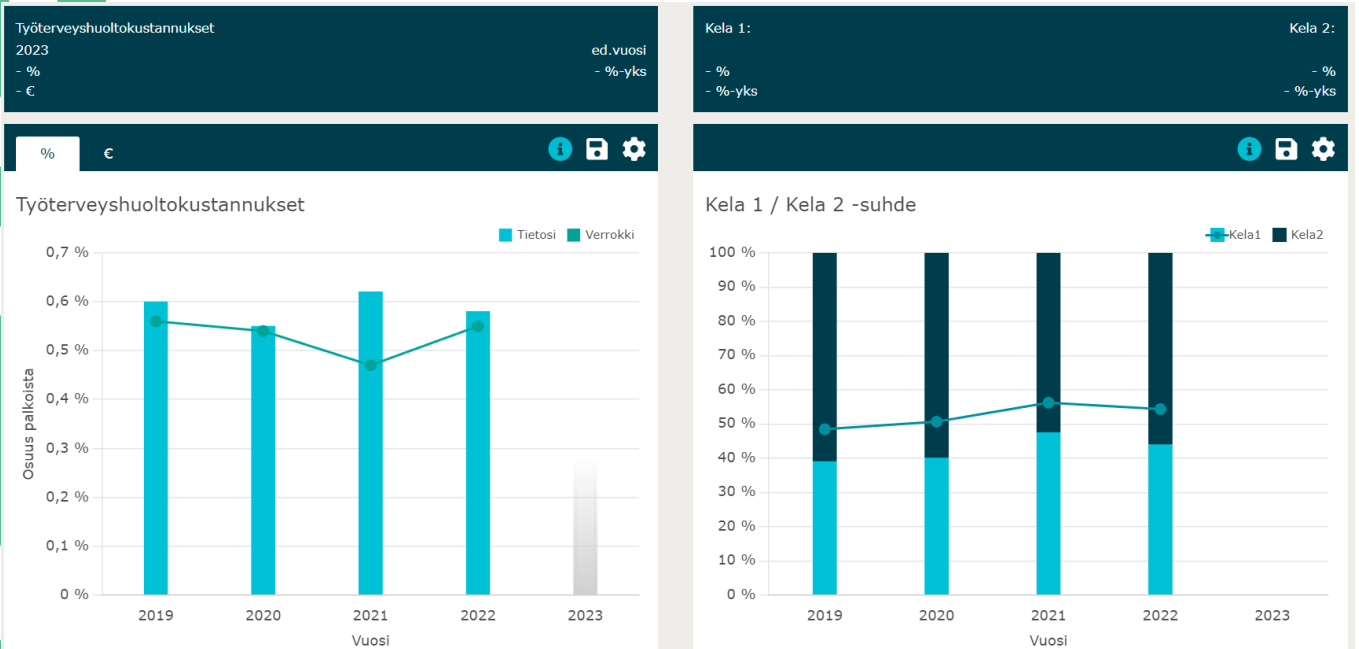 Työterveyshuoltokustannukset
2023 ed.vuosi
- % - %-yks
- €
Kela 1: Kela 2:
- % - %
- %-yks - %-yks
% €
Työterveyshuoltokustannukset
Tietosi Verrokki
0,7 %
0,6 %
0,5 %
0,4 %
0,3 %
0,2 %
0,1 %
0 %
Osuus palkoista
2019 2020 2021 2022 2023
Vuosi
Kela 1 / Kela 2 -suhde
Kela1 Kela2
100 %
90 %
80 %
70 %
60 %
50 %
40 %
30 %
20 %
10 %
0 %
2019 2020 2021 2022 2023
Vuosi